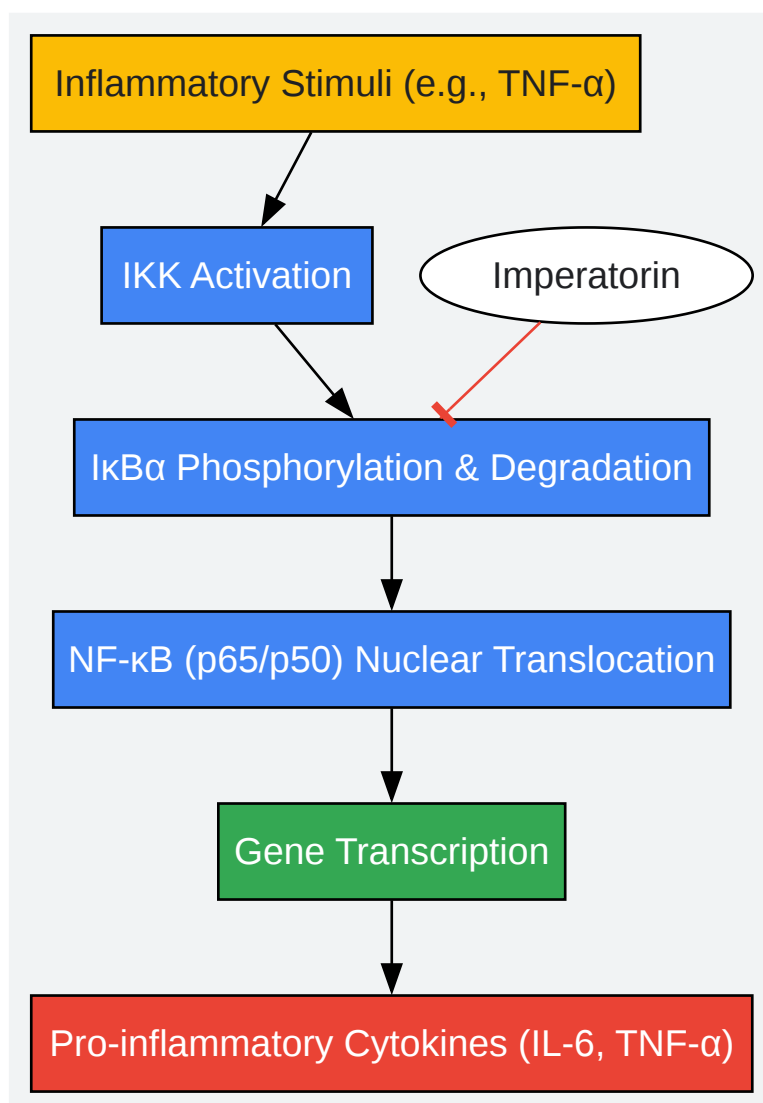 Inflammatory Stimuli (e.g., TNF-α)
IKK Activation
Imperatorin
IκBα Phosphorylation & Degradation
NF-κB (p65/p50) Nuclear Translocation
Gene Transcription
Pro-inflammatory Cytokines (IL-6, TNF-α)